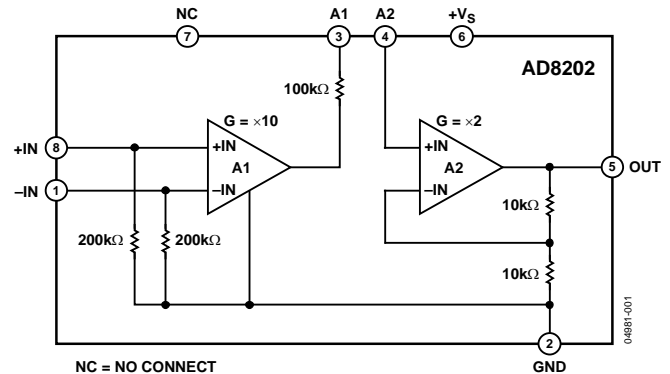 NC
A1
A2
+VS
7
3
4
6
AD8202
100kΩ
G = ×10
G = ×2
+IN
8
+IN
A1
–IN
+IN
A2
–IN
5
OUT
–IN
1
10kΩ
200kΩ
200kΩ
10kΩ
2
GND
NC = NO CONNECT
04981-001